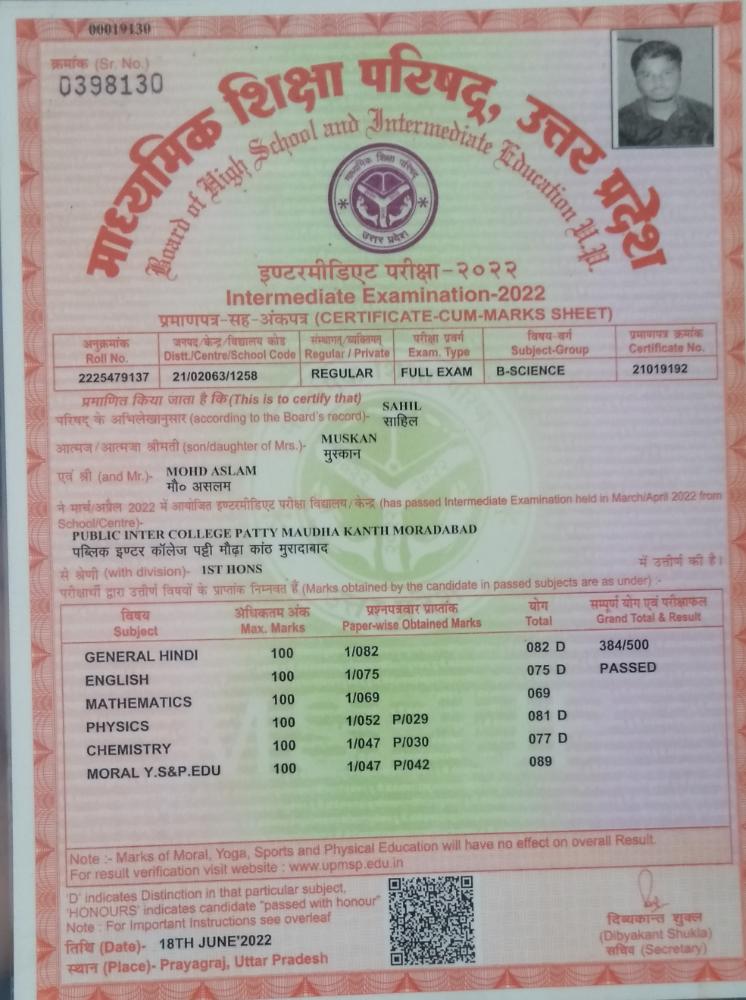 00019130
क्रमांक (Sr. No.)
0398130
माध्यमिक शिक्षा परिषद्, उत्तर प्रदेश
Board of High School and Intermediate Education U.P.
माध्यमिक शिक्षा परिषद्
उत्तर प्रदेश
इण्टरमीडिएट परीक्षा-२०२२
Intermediate Examination-2022
प्रमाणपत्र-सह-अंकपत्र (CERTIFICATE-CUM-MARKS SHEET)
अनुक्रमांक जनपद/केन्द्र/विद्यालय कोड संस्थागत/व्यक्तिगत परीक्षा प्रवर्ग विषय-वर्ग प्रमाणपत्र क्रमांक
Roll No. Distt./Centre/School Code Regular / Private Exam. Type Subject-Group Certificate No.
2225479137 21/02063/1258 REGULAR FULL EXAM B-SCIENCE 21019192
प्रमाणित किया जाता है कि (This is to certify that)
परिषद् के अभिलेखानुसार (according to the Board's record)- SAHIL
साहिल
आत्मज/आत्मजा श्रीमती (son/daughter of Mrs.)- MUSKAN
मुस्कान
एवं श्री (and Mr.)- MOHD ASLAM
मौ० असलम
ने मार्च/अप्रैल 2022 में आयोजित इण्टरमीडिएट परीक्षा विद्यालय/केन्द्र (has passed Intermediate Examination held in March/April 2022 from
School/Centre)-
PUBLIC INTER COLLEGE PATTY MAUDHA KANTH MORADABAD
पब्लिक इण्टर कॉलेज पट्टी मौढ़ा कांठ मुरादाबाद
से श्रेणी (with division)- 1ST HONS में उत्तीर्ण की है।
परीक्षार्थी द्वारा उत्तीर्ण विषयों के प्राप्तांक निम्नवत हैं (Marks obtained by the candidate in passed subjects are as under) :-
विषय अधिकतम अंक प्रश्नपत्रवार प्राप्तांक योग सम्पूर्ण योग एवं परीक्षाफल
Subject Max. Marks Paper-wise Obtained Marks Total Grand Total & Result
GENERAL HINDI 100 1/082 082 D 384/500
ENGLISH 100 1/075 075 D PASSED
MATHEMATICS 100 1/069 069
PHYSICS 100 1/052 P/029 081 D
CHEMISTRY 100 1/047 P/030 077 D
MORAL Y.S&P.EDU 100 1/047 P/042 089
Note :- Marks of Moral, Yoga, Sports and Physical Education will have no effect on overall Result.
For result verification visit website : www.upmsp.edu.in
'D' indicates Distinction in that particular subject,
'HONOURS' indicates candidate "passed with honour"
Note : For Important Instructions see overleaf
तिथि (Date)- 18TH JUNE'2022
स्थान (Place)- Prayagraj, Uttar Pradesh
दिब्यकान्त शुक्ल
(Dibyakant Shukla)
सचिव (Secretary)